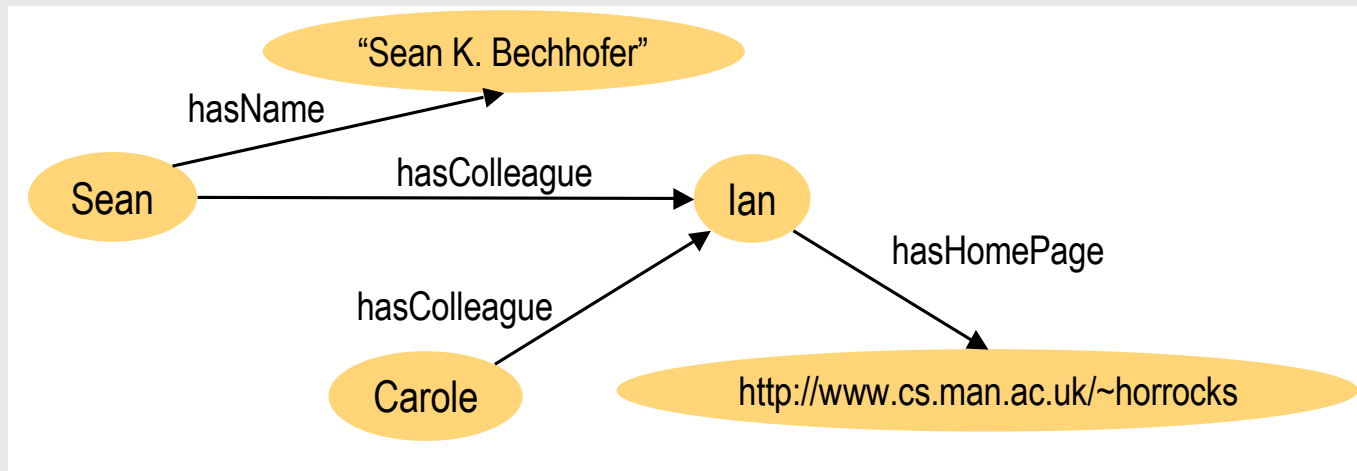 “Sean K. Bechhofer”
hasName
hasColleague
Sean
Ian
hasHomePage
hasColleague
Carole
http://www.cs.man.ac.uk/~horrocks